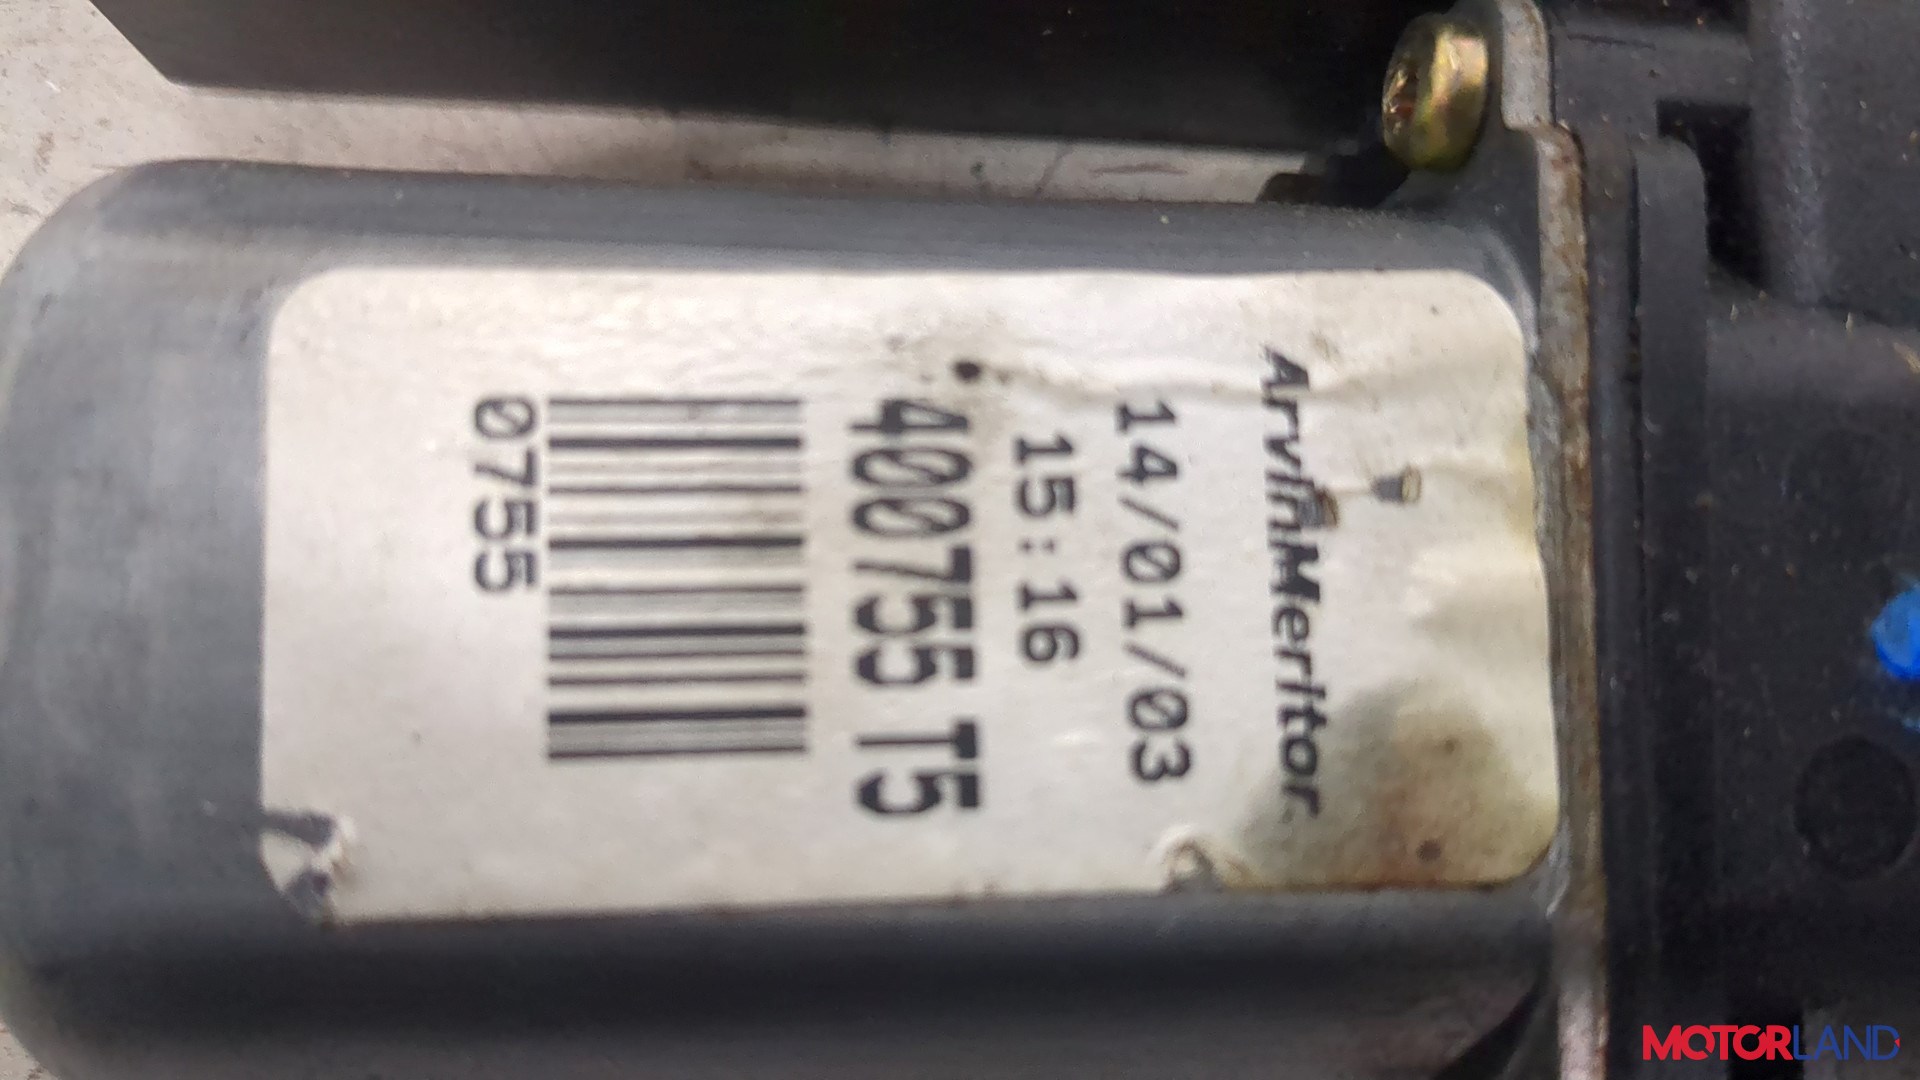 ArvinMeritor.
14/01/03
15:16
400755 T5
0755
MOTORLAND